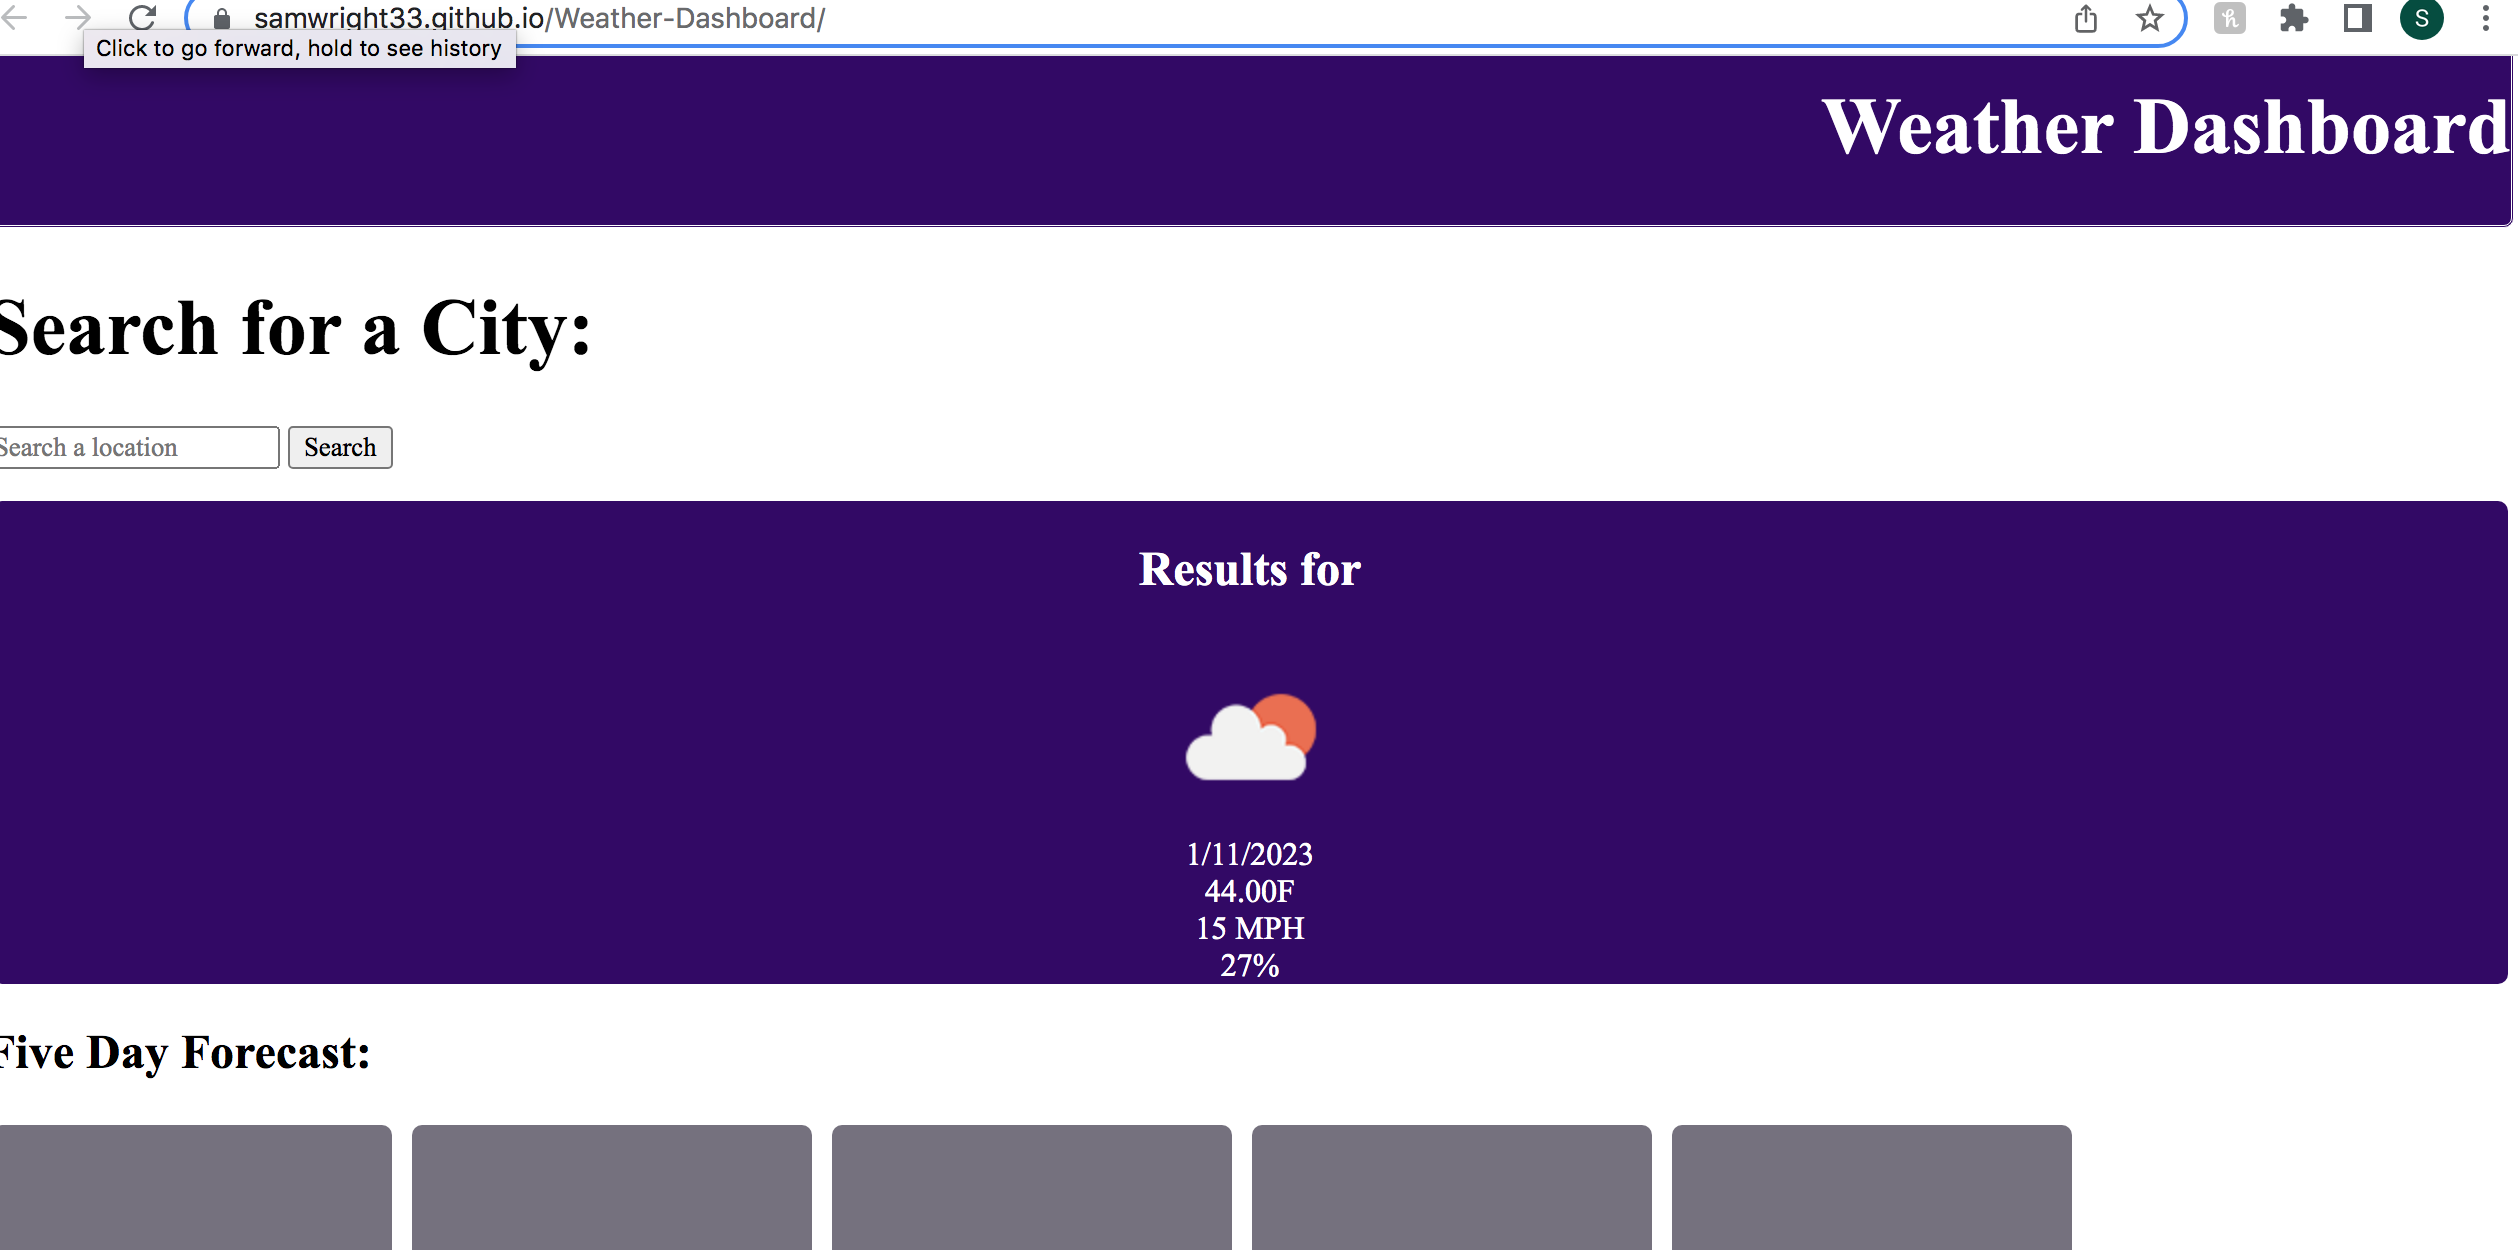 samwright33.github.io/Weather-Dashboard/
S
Click to go forward, hold to see history
Weather Dashboard
Search for a City:
Search a location
Search
Results for
1/11/2023
44.00F
15 MPH
27%
Five Day Forecast: